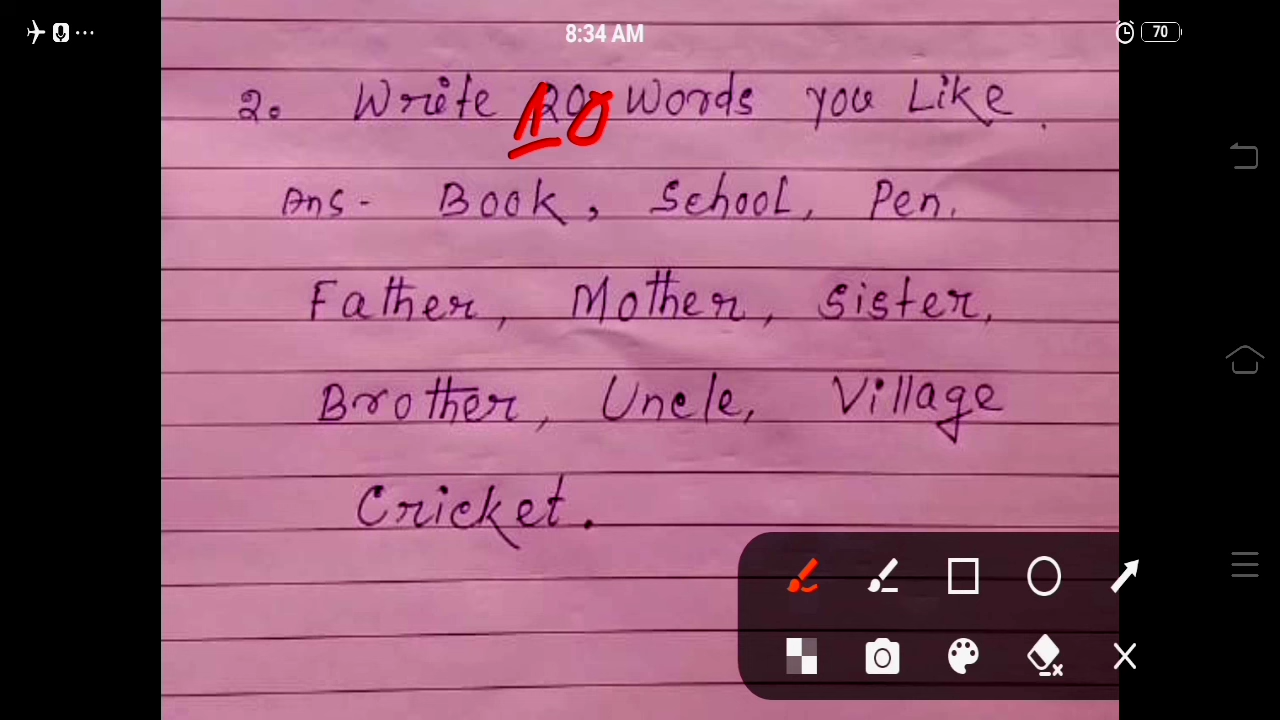 8:34 AM
70
2. Write 10 Words you Like.
Ans - Book, School, Pen.
Father, Mother, Sister,
Brother, Uncle, Village
Cricket.